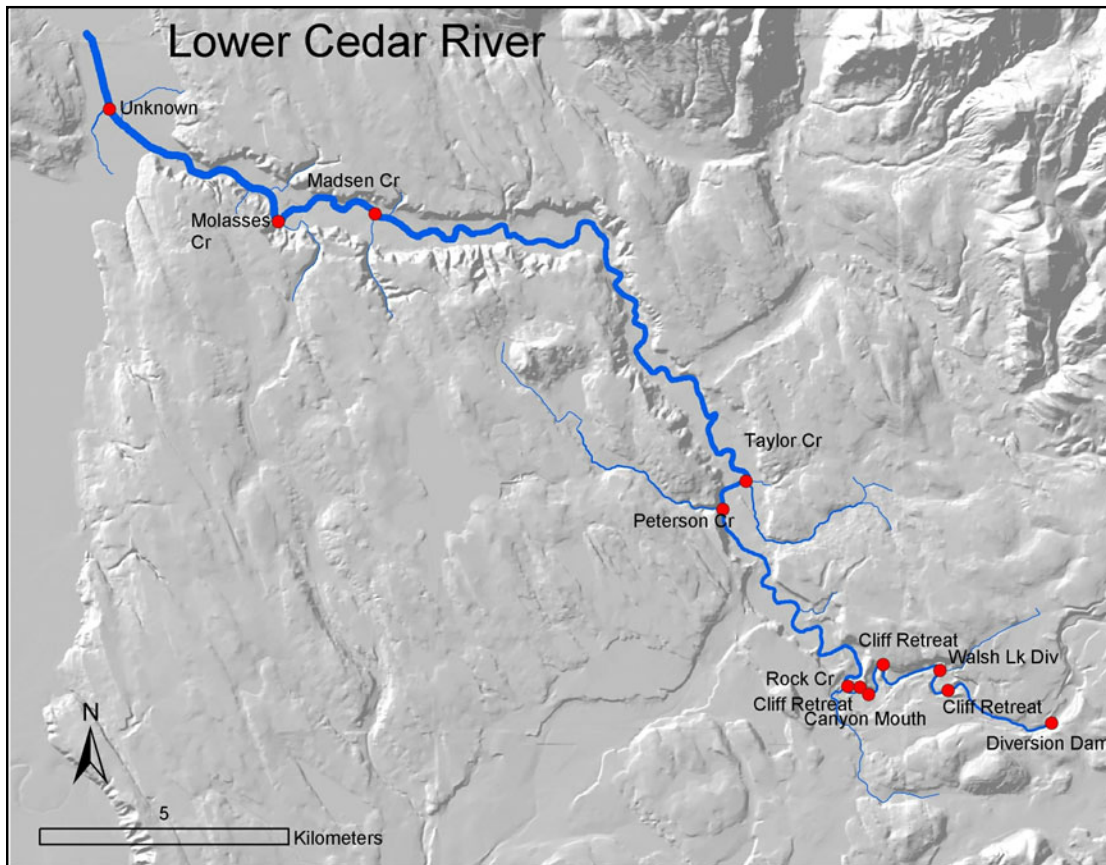 Lower Cedar River
Unknown
Madsen Cr
Molasses
Cr
Taylor Cr
Peterson Cr
Cliff Retreat
Walsh Lk Div
Rock Cr
Cliff Retreat
Cliff Retreat
Canyon Mouth
Diversion Dam
N
5
Kilometers